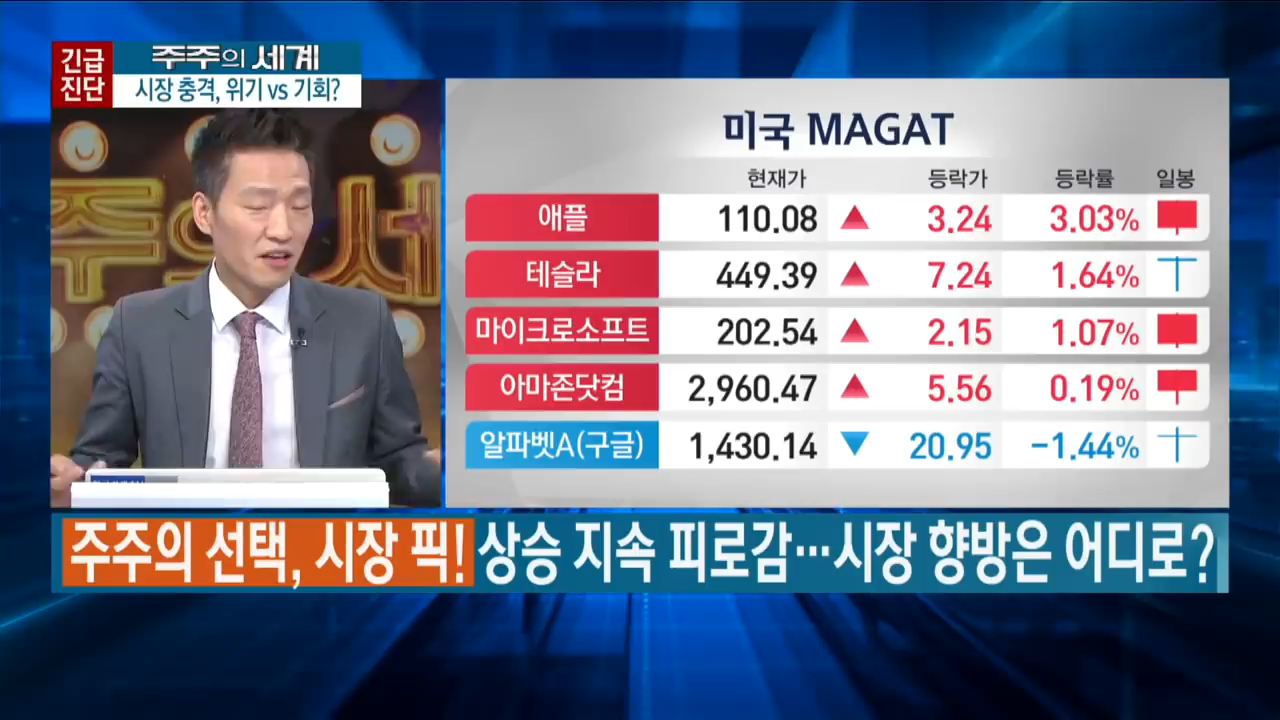 긴급
진단
주주의 세계
시장 충격, 위기 vs 기회?
주주의 세
미국 MAGAT
현재가 등락가 등락률 일봉
애플 110.08 ▲ 3.24 3.03%
테슬라 449.39 ▲ 7.24 1.64%
마이크로소프트 202.54 ▲ 2.15 1.07%
아마존닷컴 2,960.47 ▲ 5.56 0.19%
알파벳A(구글) 1,430.14 ▼ 20.95 -1.44%
주주의 선택, 시장 픽! 상승 지속 피로감…시장 향방은 어디로?